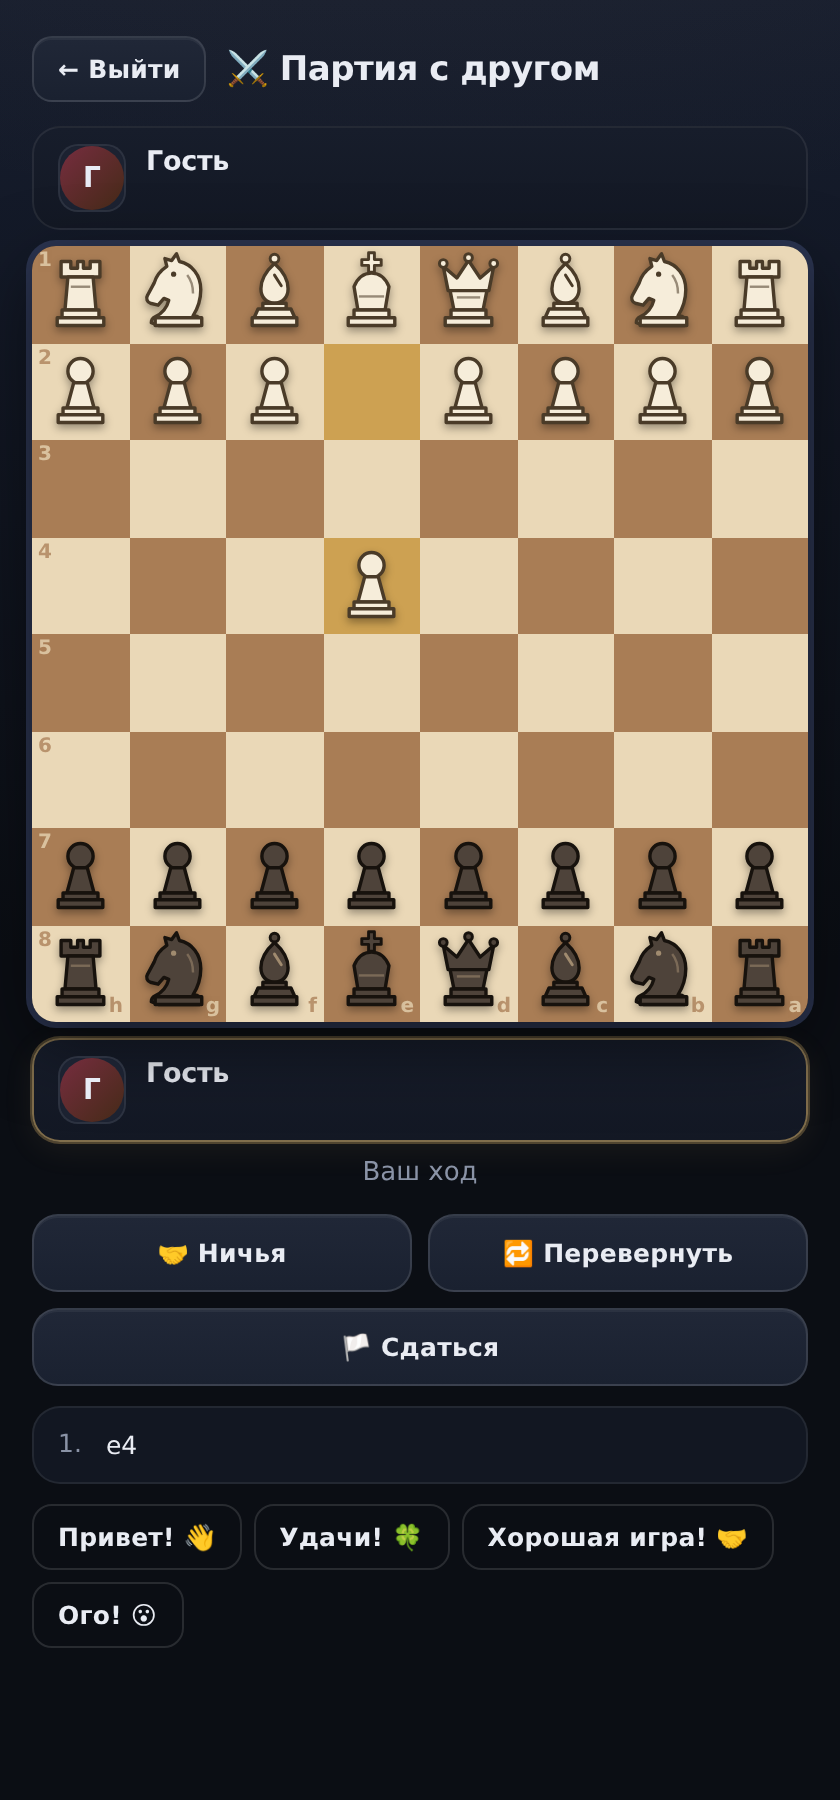 ← Выйти ⚔️ Партия с другом
Г Гость
1
2
3
4
5
6
7
8
h g f e d c b a
Г Гость
Ваш ход
🤝 Ничья 🔁 Перевернуть
🏳️ Сдаться
1. e4
Привет! 👋 Удачи! 🍀 Хорошая игра! 🤝
Ого! 😮